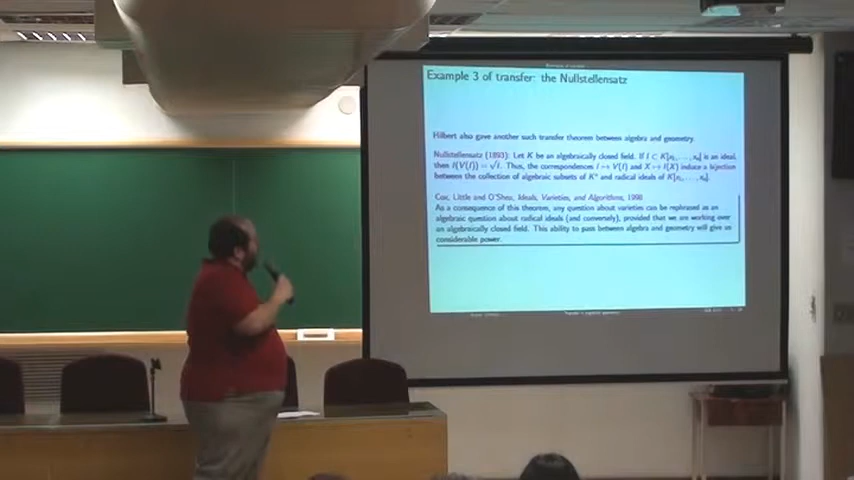 Example 3 of transfer: the Nullstellensatz
Hilbert also gave another such transfer theorem between algebra and geometry.
Nullstellensatz (1893): Let K be an algebraically closed field. If I ⊂ K[x₁, . . . , xₙ] is an ideal,
then I(V(I)) = √I. Thus, the correspondences I ↦ V(I) and X ↦ I(X) induce a bijection
between the collection of algebraic subsets of Kⁿ and radical ideals of K[x₁, . . . , xₙ].
Cox, Little and O'Shea, Ideals, Varieties, and Algorithms, 1998
As a consequence of this theorem, any question about varieties can be rephrased as an
algebraic question about radical ideals (and conversely), provided that we are working over
an algebraically closed field. This ability to pass between algebra and geometry will give us
considerable power.